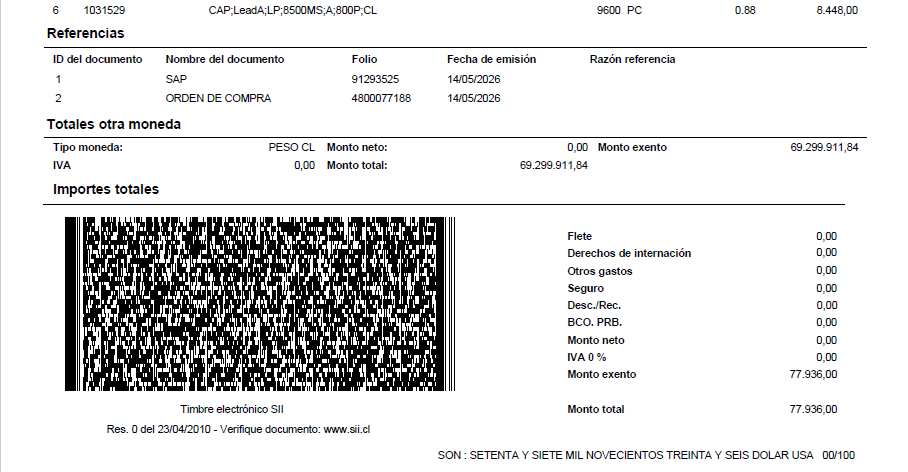 6 1031529 CAP;LeadA;LP;8500MS;A;800P;CL 9600 PC 0.88 8.448,00
Referencias
ID del documento Nombre del documento Folio Fecha de emisión Razón referencia
1 SAP 91293525 14/05/2026
2 ORDEN DE COMPRA 4800077188 14/05/2026
Totales otra moneda
Tipo moneda: PESO CL Monto neto: 0,00 Monto exento 69.299.911,84
IVA 0,00 Monto total: 69.299.911,84
Importes totales
Flete 0,00
Derechos de internación 0,00
Otros gastos 0,00
Seguro 0,00
Desc./Rec. 0,00
BCO. PRB. 0,00
Monto neto 0,00
IVA 0 % 0,00
Monto exento 77.936,00
Timbre electrónico SII
Monto total 77.936,00
Res. 0 del 23/04/2010 - Verifique documento: www.sii.cl
SON : SETENTA Y SIETE MIL NOVECIENTOS TREINTA Y SEIS DOLAR USA 00/100